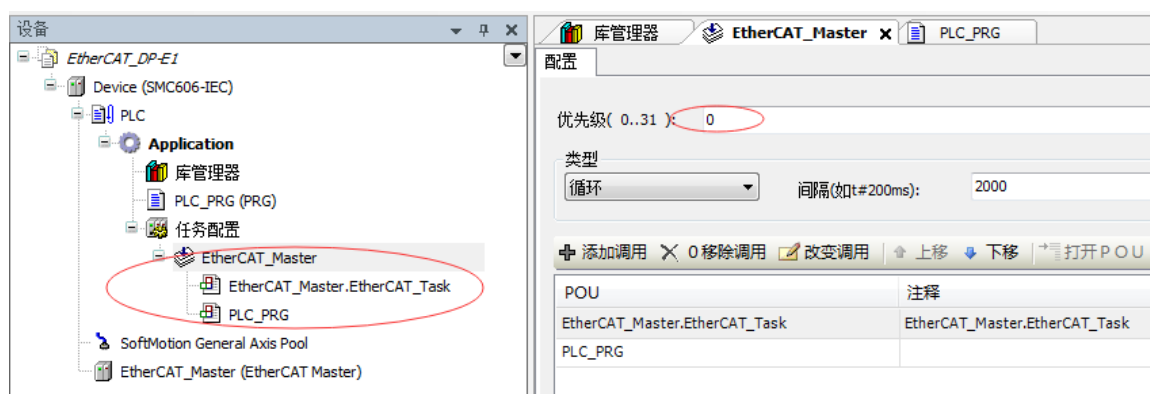 设备
EtherCAT_DP-E1
Device (SMC606-IEC)
PLC
Application
库管理器
PLC_PRG (PRG)
任务配置
EtherCAT_Master
EtherCAT_Master.EtherCAT_Task
PLC_PRG
SoftMotion General Axis Pool
EtherCAT_Master (EtherCAT Master)
库管理器 EtherCAT_Master PLC_PRG
配置
优先级( 0..31 ): 0
类型
循环 间隔(如t#200ms): 2000
添加调用 0移除调用 改变调用 上移 下移 打开POU
POU 注释
EtherCAT_Master.EtherCAT_Task EtherCAT_Master.EtherCAT_Task
PLC_PRG